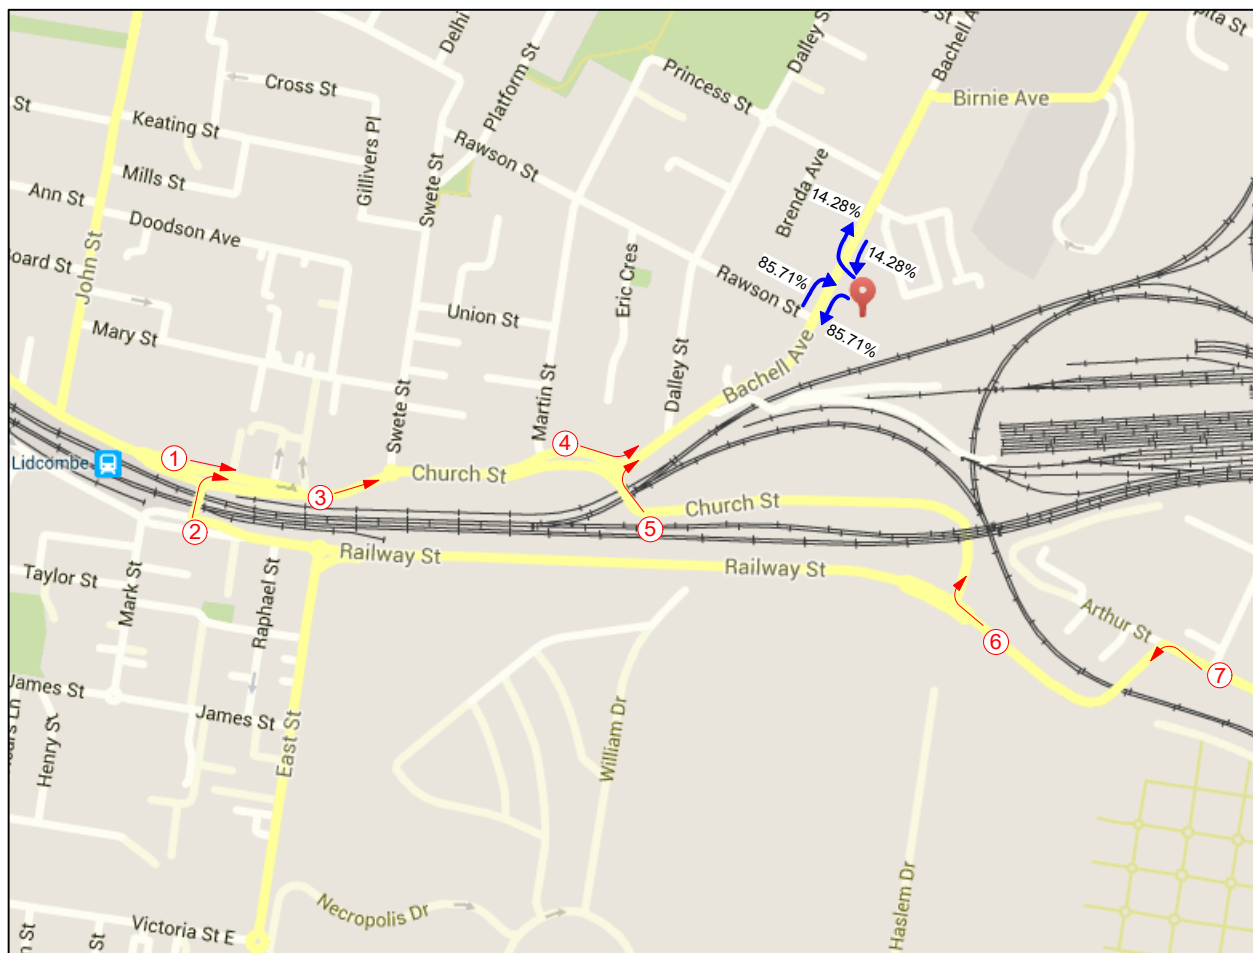 Delhi
Platform St
Dalley S
Bachell A
pita St
Cross St
Princess St
Birnie Ave
St
Keating St
Gillivers Pl
Swete St
Rawson St
Mills St
Brenda Ave
Ann St
Doodson Ave
14.28%
14.28%
John St
oard St
Eric Cres
85.71%
Rawson St
Union St
Mary St
85.71%
Bachell Ave
Dalley St
Martin St
Swete St
4
Lidcombe
1
Church St
3
Church St
2
5
Railway St
Railway St
Taylor St
Mark St
Raphael St
Arthur St
6
7
James St
James St
Henry St
East St
William Dr
Necropolis Dr
Haslem Dr
Victoria St E
n St
St